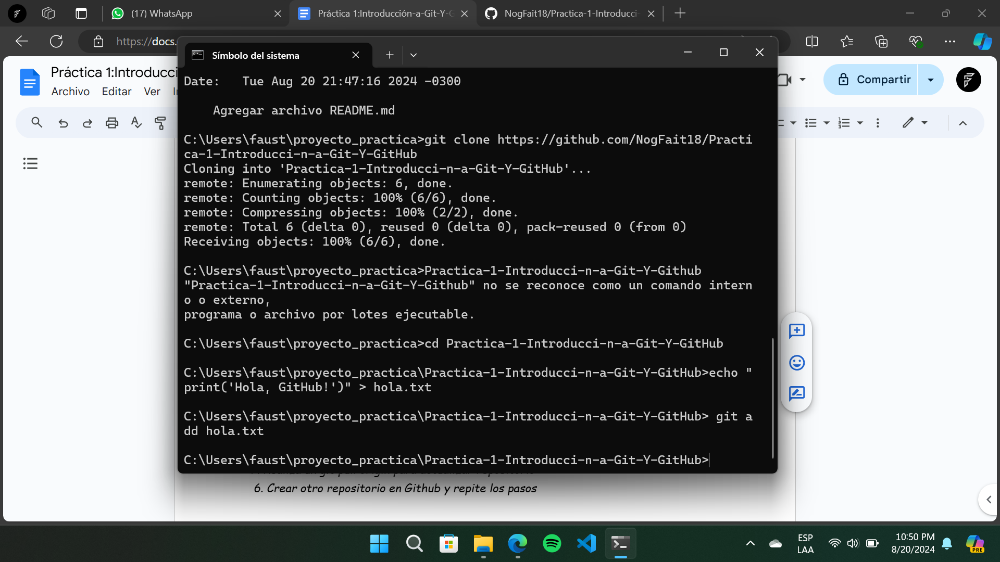 (17) WhatsApp
Práctica 1:Introducción-a-Git-Y-G
NogFait18/Practica-1-Introducci-
https://docs.
Símbolo del sistema
Práctica 1:Introducci
Archivo Editar Ver
Compartir
Date:   Tue Aug 20 21:47:16 2024 -0300
Agregar archivo README.md
C:\Users\faust\proyecto_practica>git clone https://github.com/NogFait18/Practi
ca-1-Introducci-n-a-Git-Y-GitHub
Cloning into 'Practica-1-Introducci-n-a-Git-Y-GitHub'...
remote: Enumerating objects: 6, done.
remote: Counting objects: 100% (6/6), done.
remote: Compressing objects: 100% (2/2), done.
remote: Total 6 (delta 0), reused 0 (delta 0), pack-reused 0 (from 0)
Receiving objects: 100% (6/6), done.
C:\Users\faust\proyecto_practica>Practica-1-Introducci-n-a-Git-Y-Github
"Practica-1-Introducci-n-a-Git-Y-Github" no se reconoce como un comando intern
o o externo,
programa o archivo por lotes ejecutable.
C:\Users\faust\proyecto_practica>cd Practica-1-Introducci-n-a-Git-Y-GitHub
C:\Users\faust\proyecto_practica\Practica-1-Introducci-n-a-Git-Y-GitHub>echo "
print('Hola, GitHub!')" > hola.txt
C:\Users\faust\proyecto_practica\Practica-1-Introducci-n-a-Git-Y-GitHub> git a
dd hola.txt
C:\Users\faust\proyecto_practica\Practica-1-Introducci-n-a-Git-Y-GitHub>
6. Crear otro repositorio en Github y repite los pasos
ESP
LAA
10:50 PM
8/20/2024
PRE